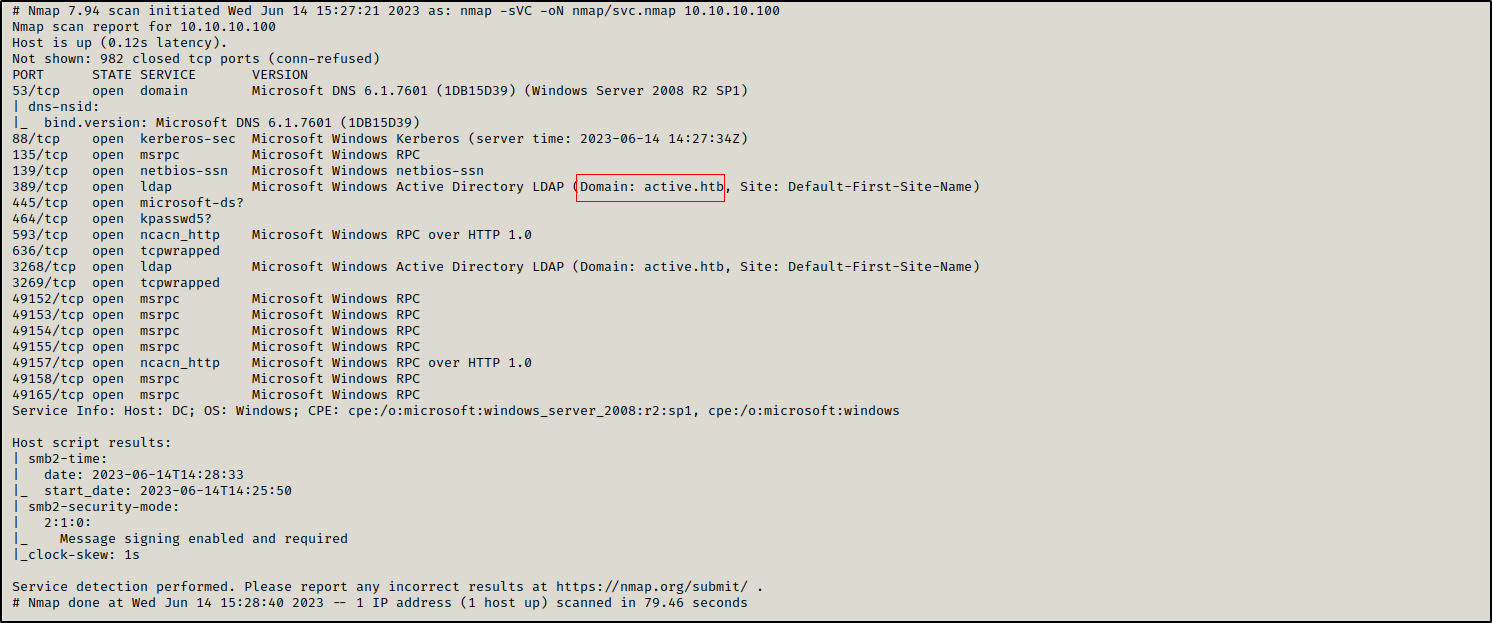 # Nmap 7.94 scan initiated Wed Jun 14 15:27:21 2023 as: nmap -sVC -oN nmap/svc.nmap 10.10.10.100
Nmap scan report for 10.10.10.100
Host is up (0.12s latency).
Not shown: 982 closed tcp ports (conn-refused)
PORT      STATE SERVICE       VERSION
53/tcp    open  domain        Microsoft DNS 6.1.7601 (1DB15D39) (Windows Server 2008 R2 SP1)
| dns-nsid:
|_  bind.version: Microsoft DNS 6.1.7601 (1DB15D39)
88/tcp    open  kerberos-sec  Microsoft Windows Kerberos (server time: 2023-06-14 14:27:34Z)
135/tcp   open  msrpc         Microsoft Windows RPC
139/tcp   open  netbios-ssn   Microsoft Windows netbios-ssn
389/tcp   open  ldap          Microsoft Windows Active Directory LDAP (Domain: active.htb, Site: Default-First-Site-Name)
445/tcp   open  microsoft-ds?
464/tcp   open  kpasswd5?
593/tcp   open  ncacn_http    Microsoft Windows RPC over HTTP 1.0
636/tcp   open  tcpwrapped
3268/tcp  open  ldap          Microsoft Windows Active Directory LDAP (Domain: active.htb, Site: Default-First-Site-Name)
3269/tcp  open  tcpwrapped
49152/tcp open  msrpc         Microsoft Windows RPC
49153/tcp open  msrpc         Microsoft Windows RPC
49154/tcp open  msrpc         Microsoft Windows RPC
49155/tcp open  msrpc         Microsoft Windows RPC
49157/tcp open  ncacn_http    Microsoft Windows RPC over HTTP 1.0
49158/tcp open  msrpc         Microsoft Windows RPC
49165/tcp open  msrpc         Microsoft Windows RPC
Service Info: Host: DC; OS: Windows; CPE: cpe:/o:microsoft:windows_server_2008:r2:sp1, cpe:/o:microsoft:windows

Host script results:
| smb2-time:
|   date: 2023-06-14T14:28:33
|_  start_date: 2023-06-14T14:25:50
| smb2-security-mode:
|   2:1:0:
|_    Message signing enabled and required
|_clock-skew: 1s

Service detection performed. Please report any incorrect results at https://nmap.org/submit/ .
# Nmap done at Wed Jun 14 15:28:40 2023 -- 1 IP address (1 host up) scanned in 79.46 seconds